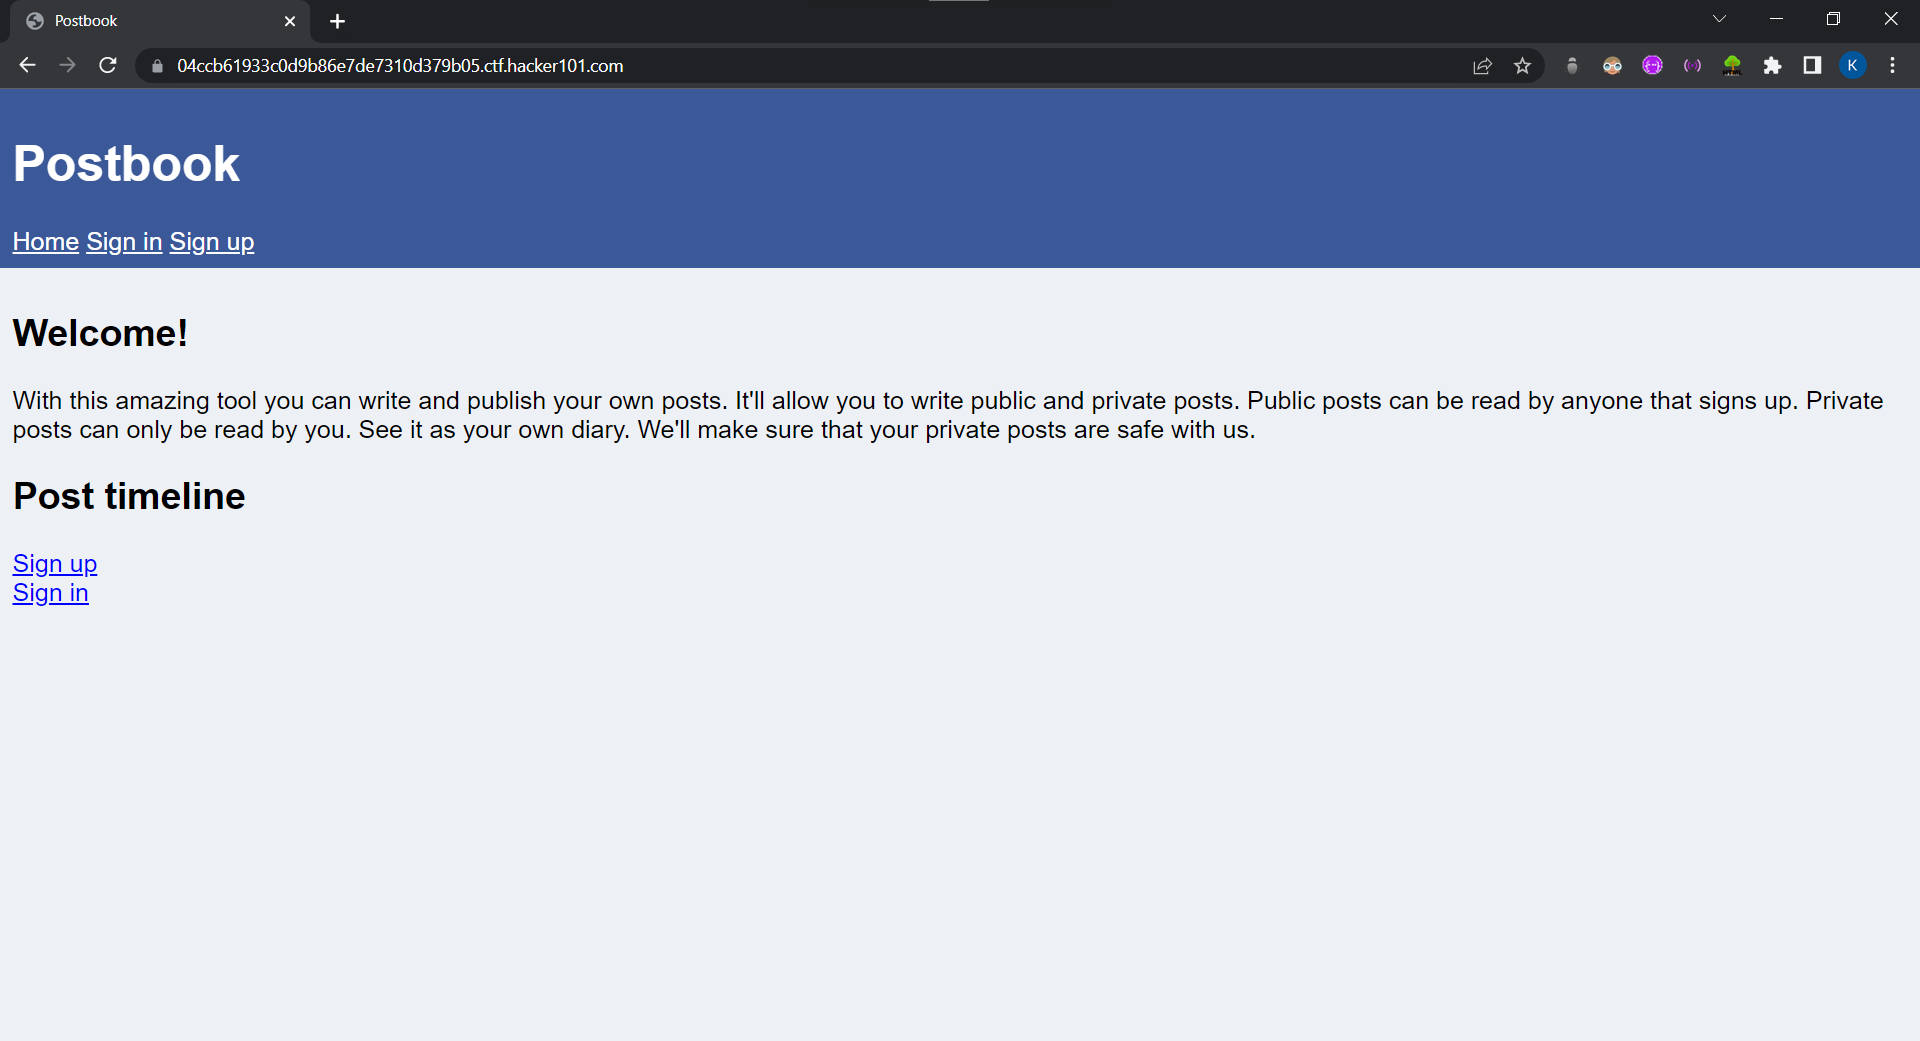 Postbook
04ccb61933c0d9b86e7de7310d379b05.ctf.hacker101.com
K
Postbook
Home Sign in Sign up
Welcome!
With this amazing tool you can write and publish your own posts. It'll allow you to write public and private posts. Public posts can be read by anyone that signs up. Private
posts can only be read by you. See it as your own diary. We'll make sure that your private posts are safe with us.
Post timeline
Sign up
Sign in